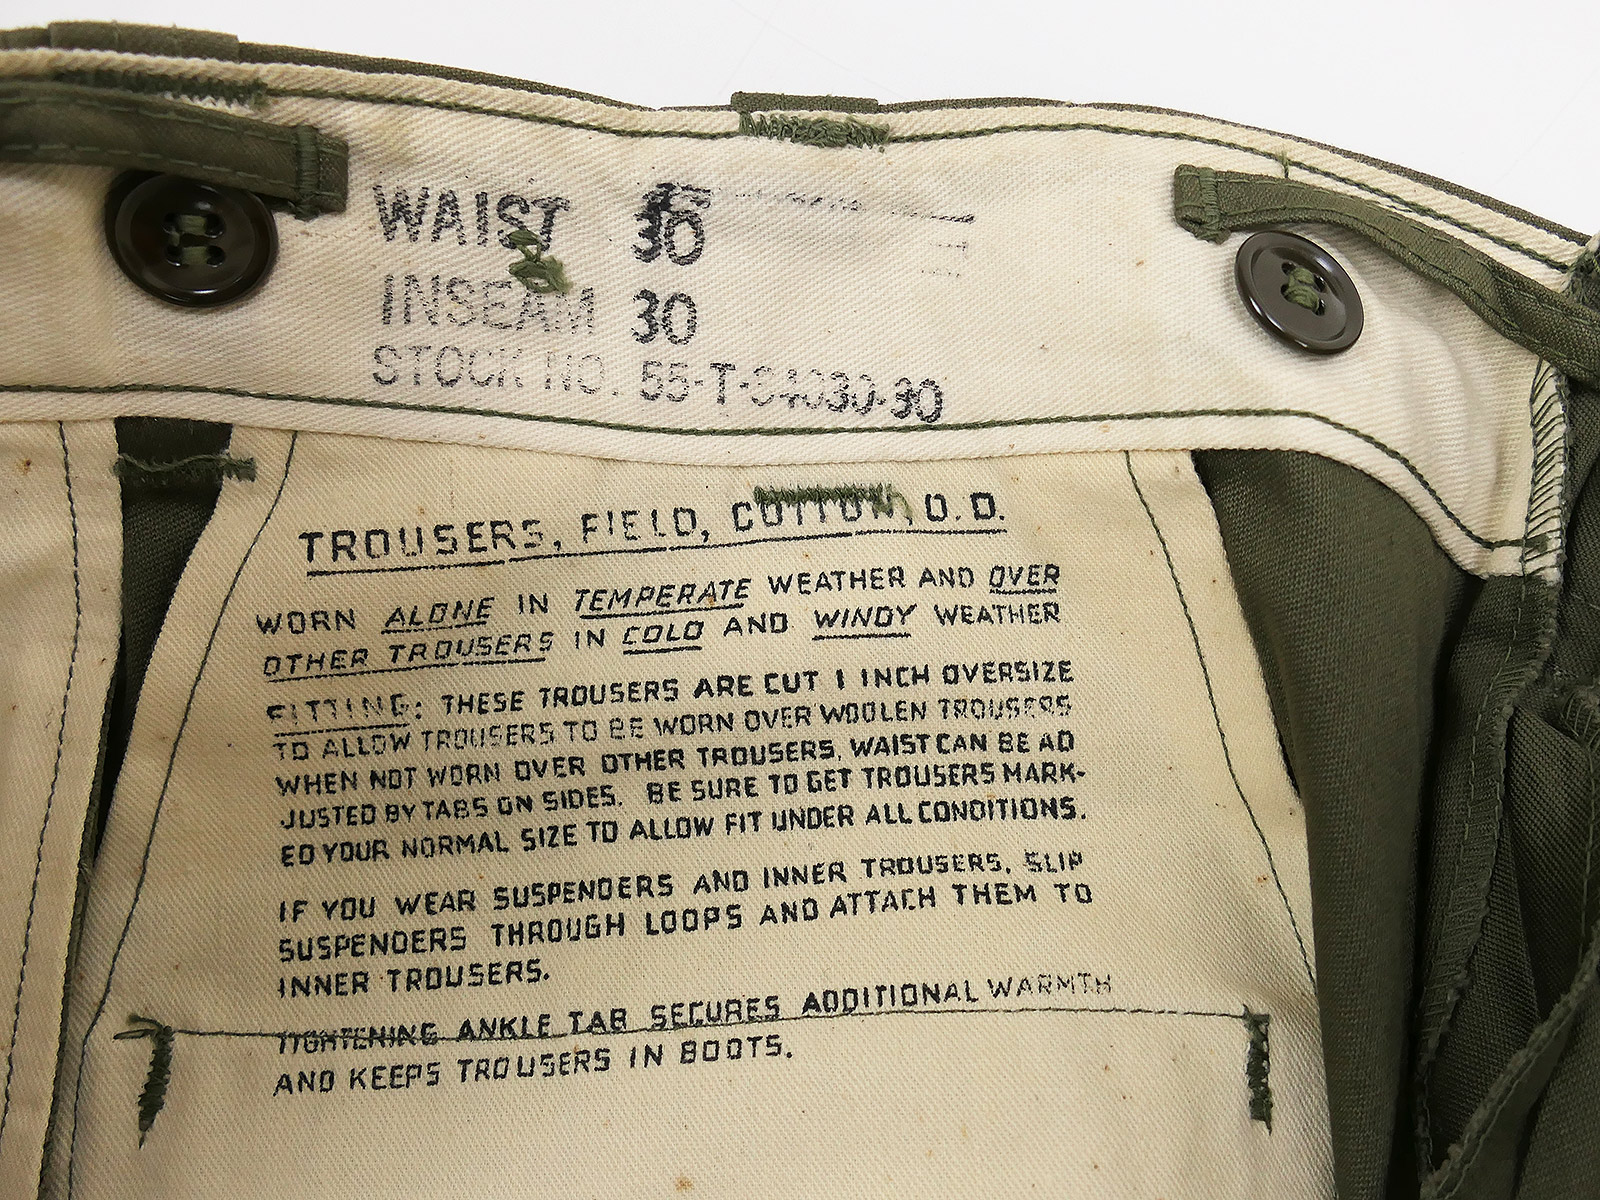 WAIST 30
INSEAM 30
STOCK NO. 55-T-34030-30
TROUSERS, FIELD, COTTON, O.D.
WORN ALONE IN TEMPERATE WEATHER AND OVER
OTHER TROUSERS IN COLD AND WINDY WEATHER
FITTING: THESE TROUSERS ARE CUT 1 INCH OVERSIZE
TO ALLOW TROUSERS TO BE WORN OVER WOOLEN TROUSERS
WHEN NOT WORN OVER OTHER TROUSERS, WAIST CAN BE AD
JUSTED BY TABS ON SIDES. BE SURE TO GET TROUSERS MARK-
ED YOUR NORMAL SIZE TO ALLOW FIT UNDER ALL CONDITIONS.
IF YOU WEAR SUSPENDERS AND INNER TROUSERS, SLIP
SUSPENDERS THROUGH LOOPS AND ATTACH THEM TO
INNER TROUSERS.
TIGHTENING ANKLE TAB SECURES ADDITIONAL WARMTH
AND KEEPS TROUSERS IN BOOTS.